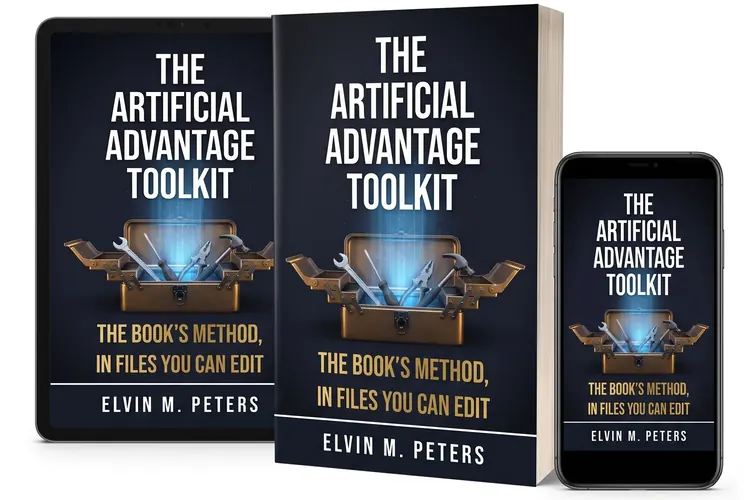 THE
ARTIFICIAL
ADVANTAGE
TOOLKIT
THE BOOK'S METHOD,
IN FILES YOU CAN EDIT
ELVIN M. PETERS
THE
ARTIFICIAL
ADVANTAGE
TOOLKIT
THE BOOK'S METHOD,
IN FILES YOU CAN EDIT
ELVIN M. PETERS
THE
ARTIFICIAL
ADVANTAGE
TOOLKIT
THE BOOK'S METHOD,
IN FILES YOU CAN EDIT
ELVIN M. PETERS